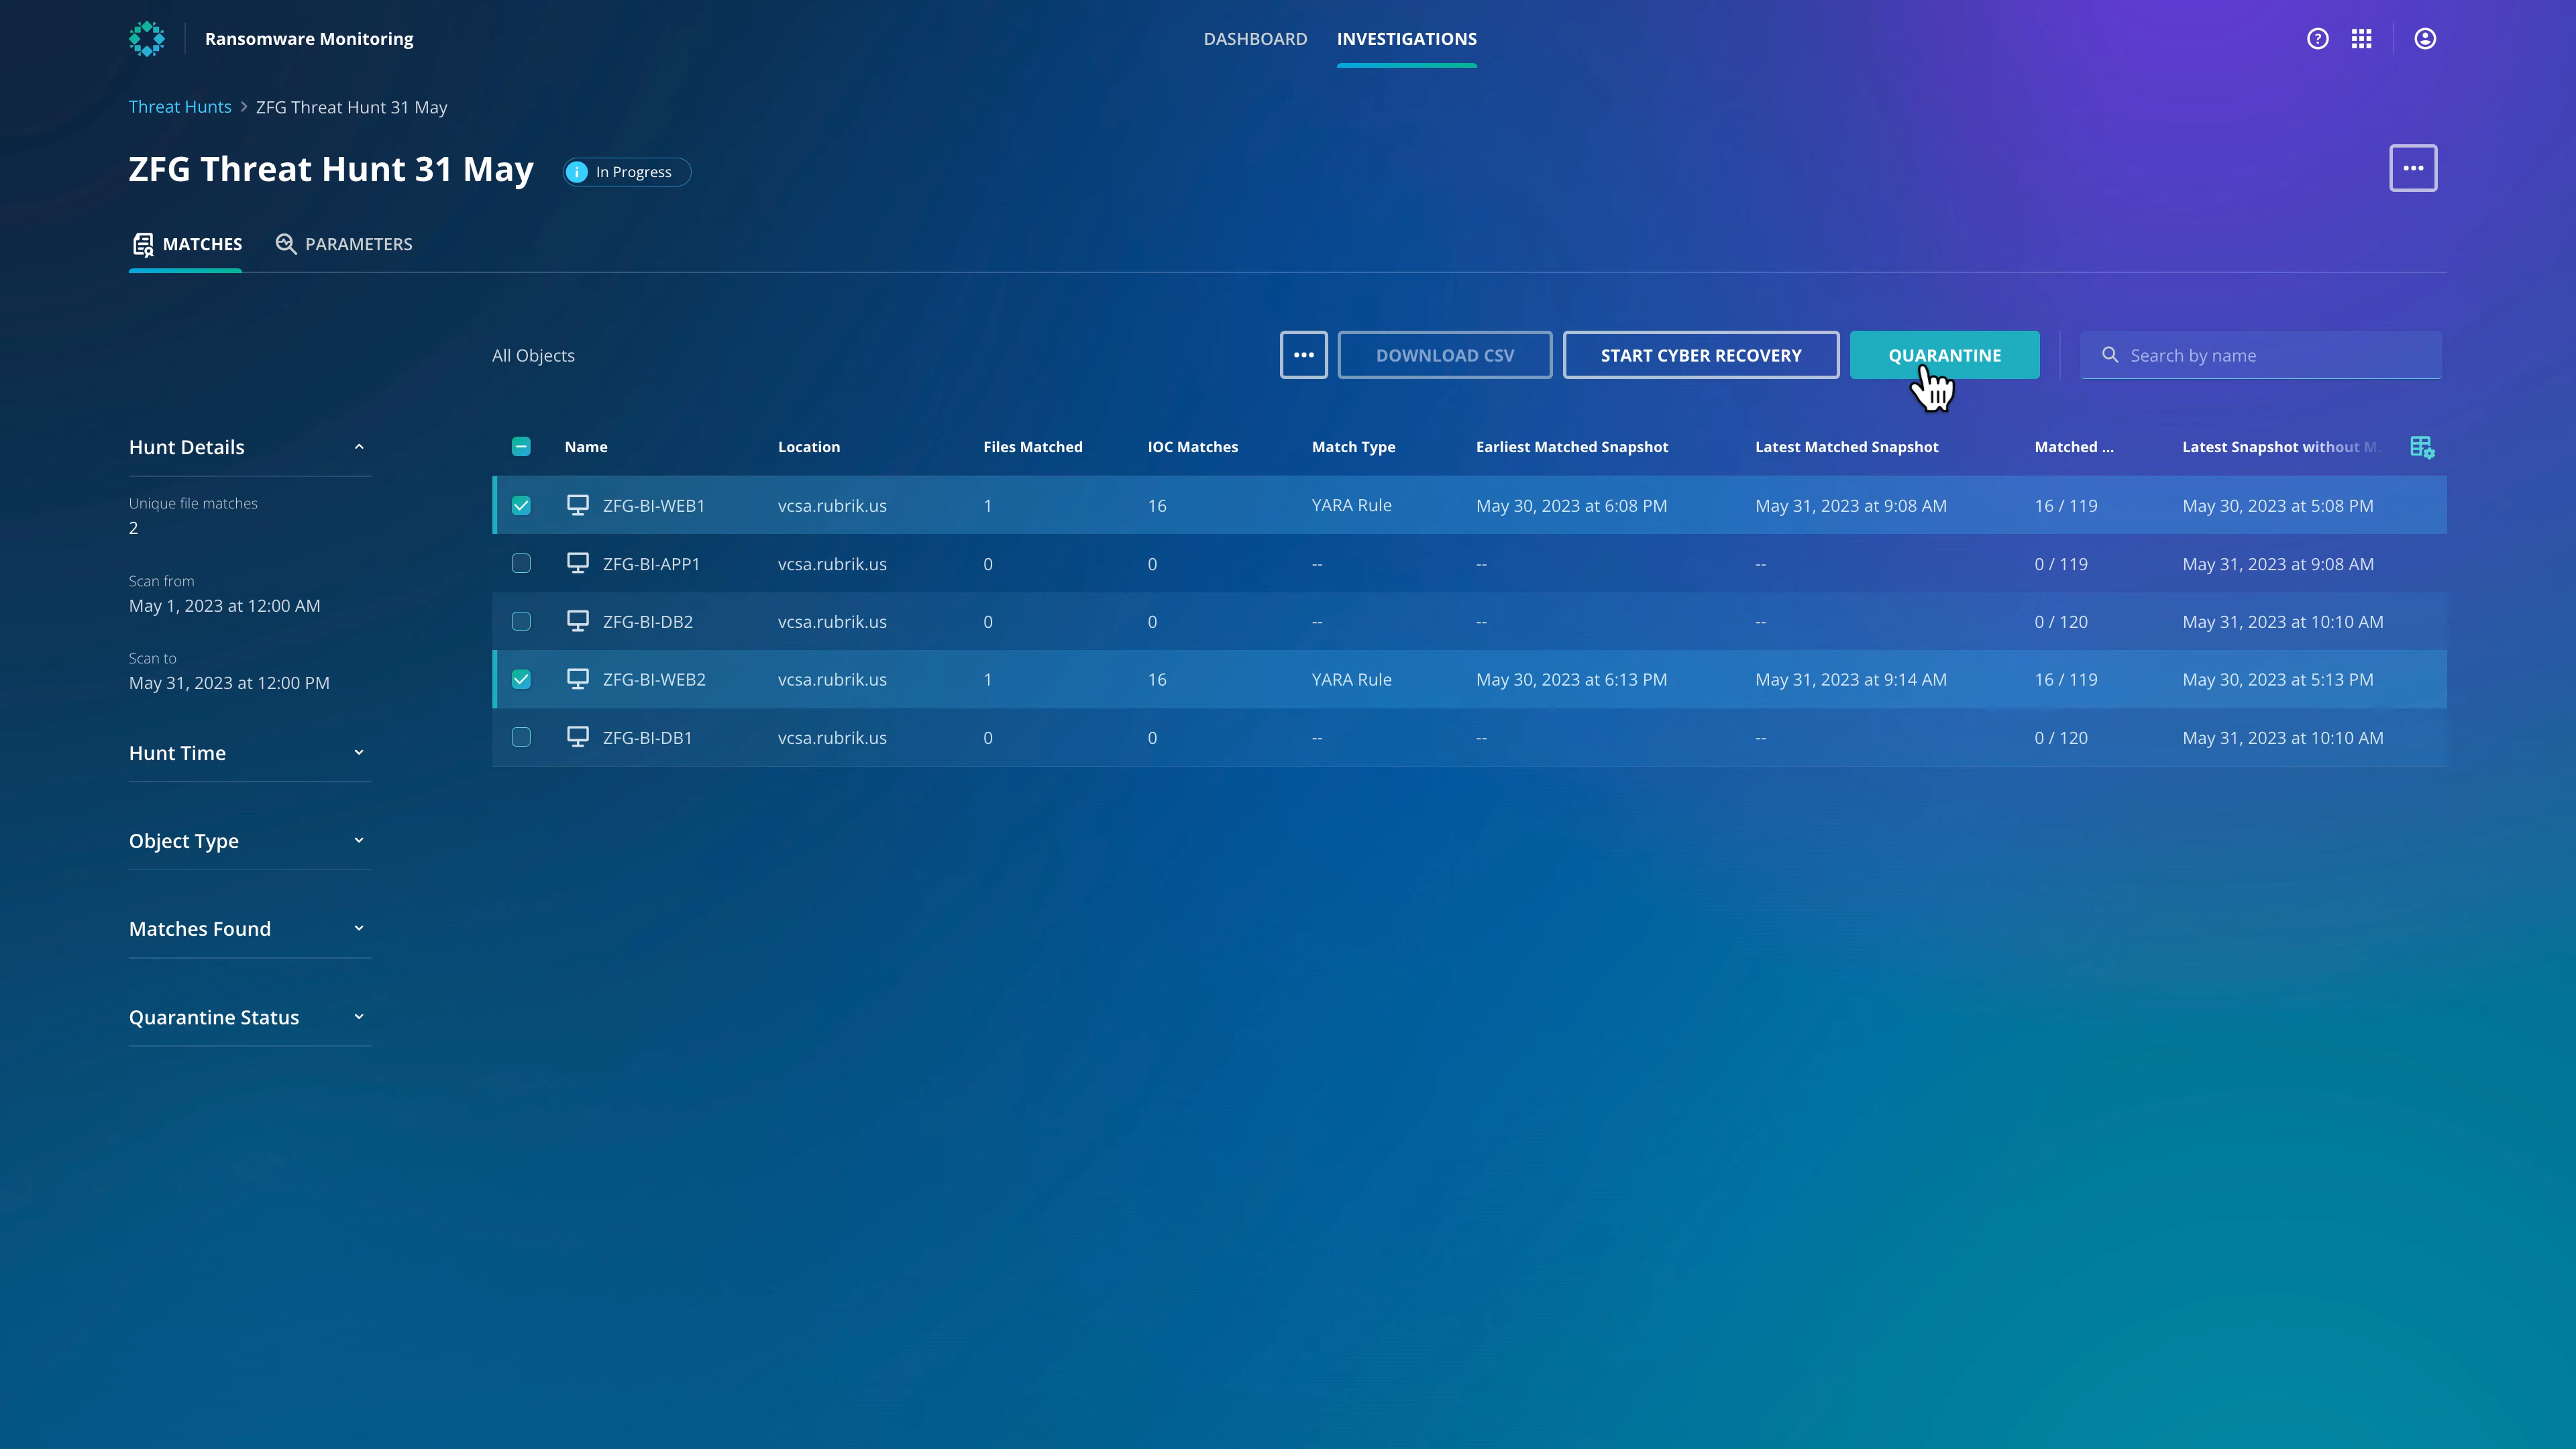 Ransomware Monitoring
DASHBOARD INVESTIGATIONS
Threat Hunts > ZFG Threat Hunt 31 May
ZFG Threat Hunt 31 May In Progress
MATCHES PARAMETERS
All Objects ... DOWNLOAD CSV START CYBER RECOVERY QUARANTINE Search by name
Hunt Details
Unique file matches
2
Scan from
May 1, 2023 at 12:00 AM
Scan to
May 31, 2023 at 12:00 PM
Hunt Time
Object Type
Matches Found
Quarantine Status
Name Location Files Matched IOC Matches Match Type Earliest Matched Snapshot Latest Matched Snapshot Matched ... Latest Snapshot without M
ZFG-BI-WEB1 vcsa.rubrik.us 1 16 YARA Rule May 30, 2023 at 6:08 PM May 31, 2023 at 9:08 AM 16 / 119 May 30, 2023 at 5:08 PM
ZFG-BI-APP1 vcsa.rubrik.us 0 0 -- -- -- 0 / 119 May 31, 2023 at 9:08 AM
ZFG-BI-DB2 vcsa.rubrik.us 0 0 -- -- -- 0 / 120 May 31, 2023 at 10:10 AM
ZFG-BI-WEB2 vcsa.rubrik.us 1 16 YARA Rule May 30, 2023 at 6:13 PM May 31, 2023 at 9:14 AM 16 / 119 May 30, 2023 at 5:13 PM
ZFG-BI-DB1 vcsa.rubrik.us 0 0 -- -- -- 0 / 120 May 31, 2023 at 10:10 AM